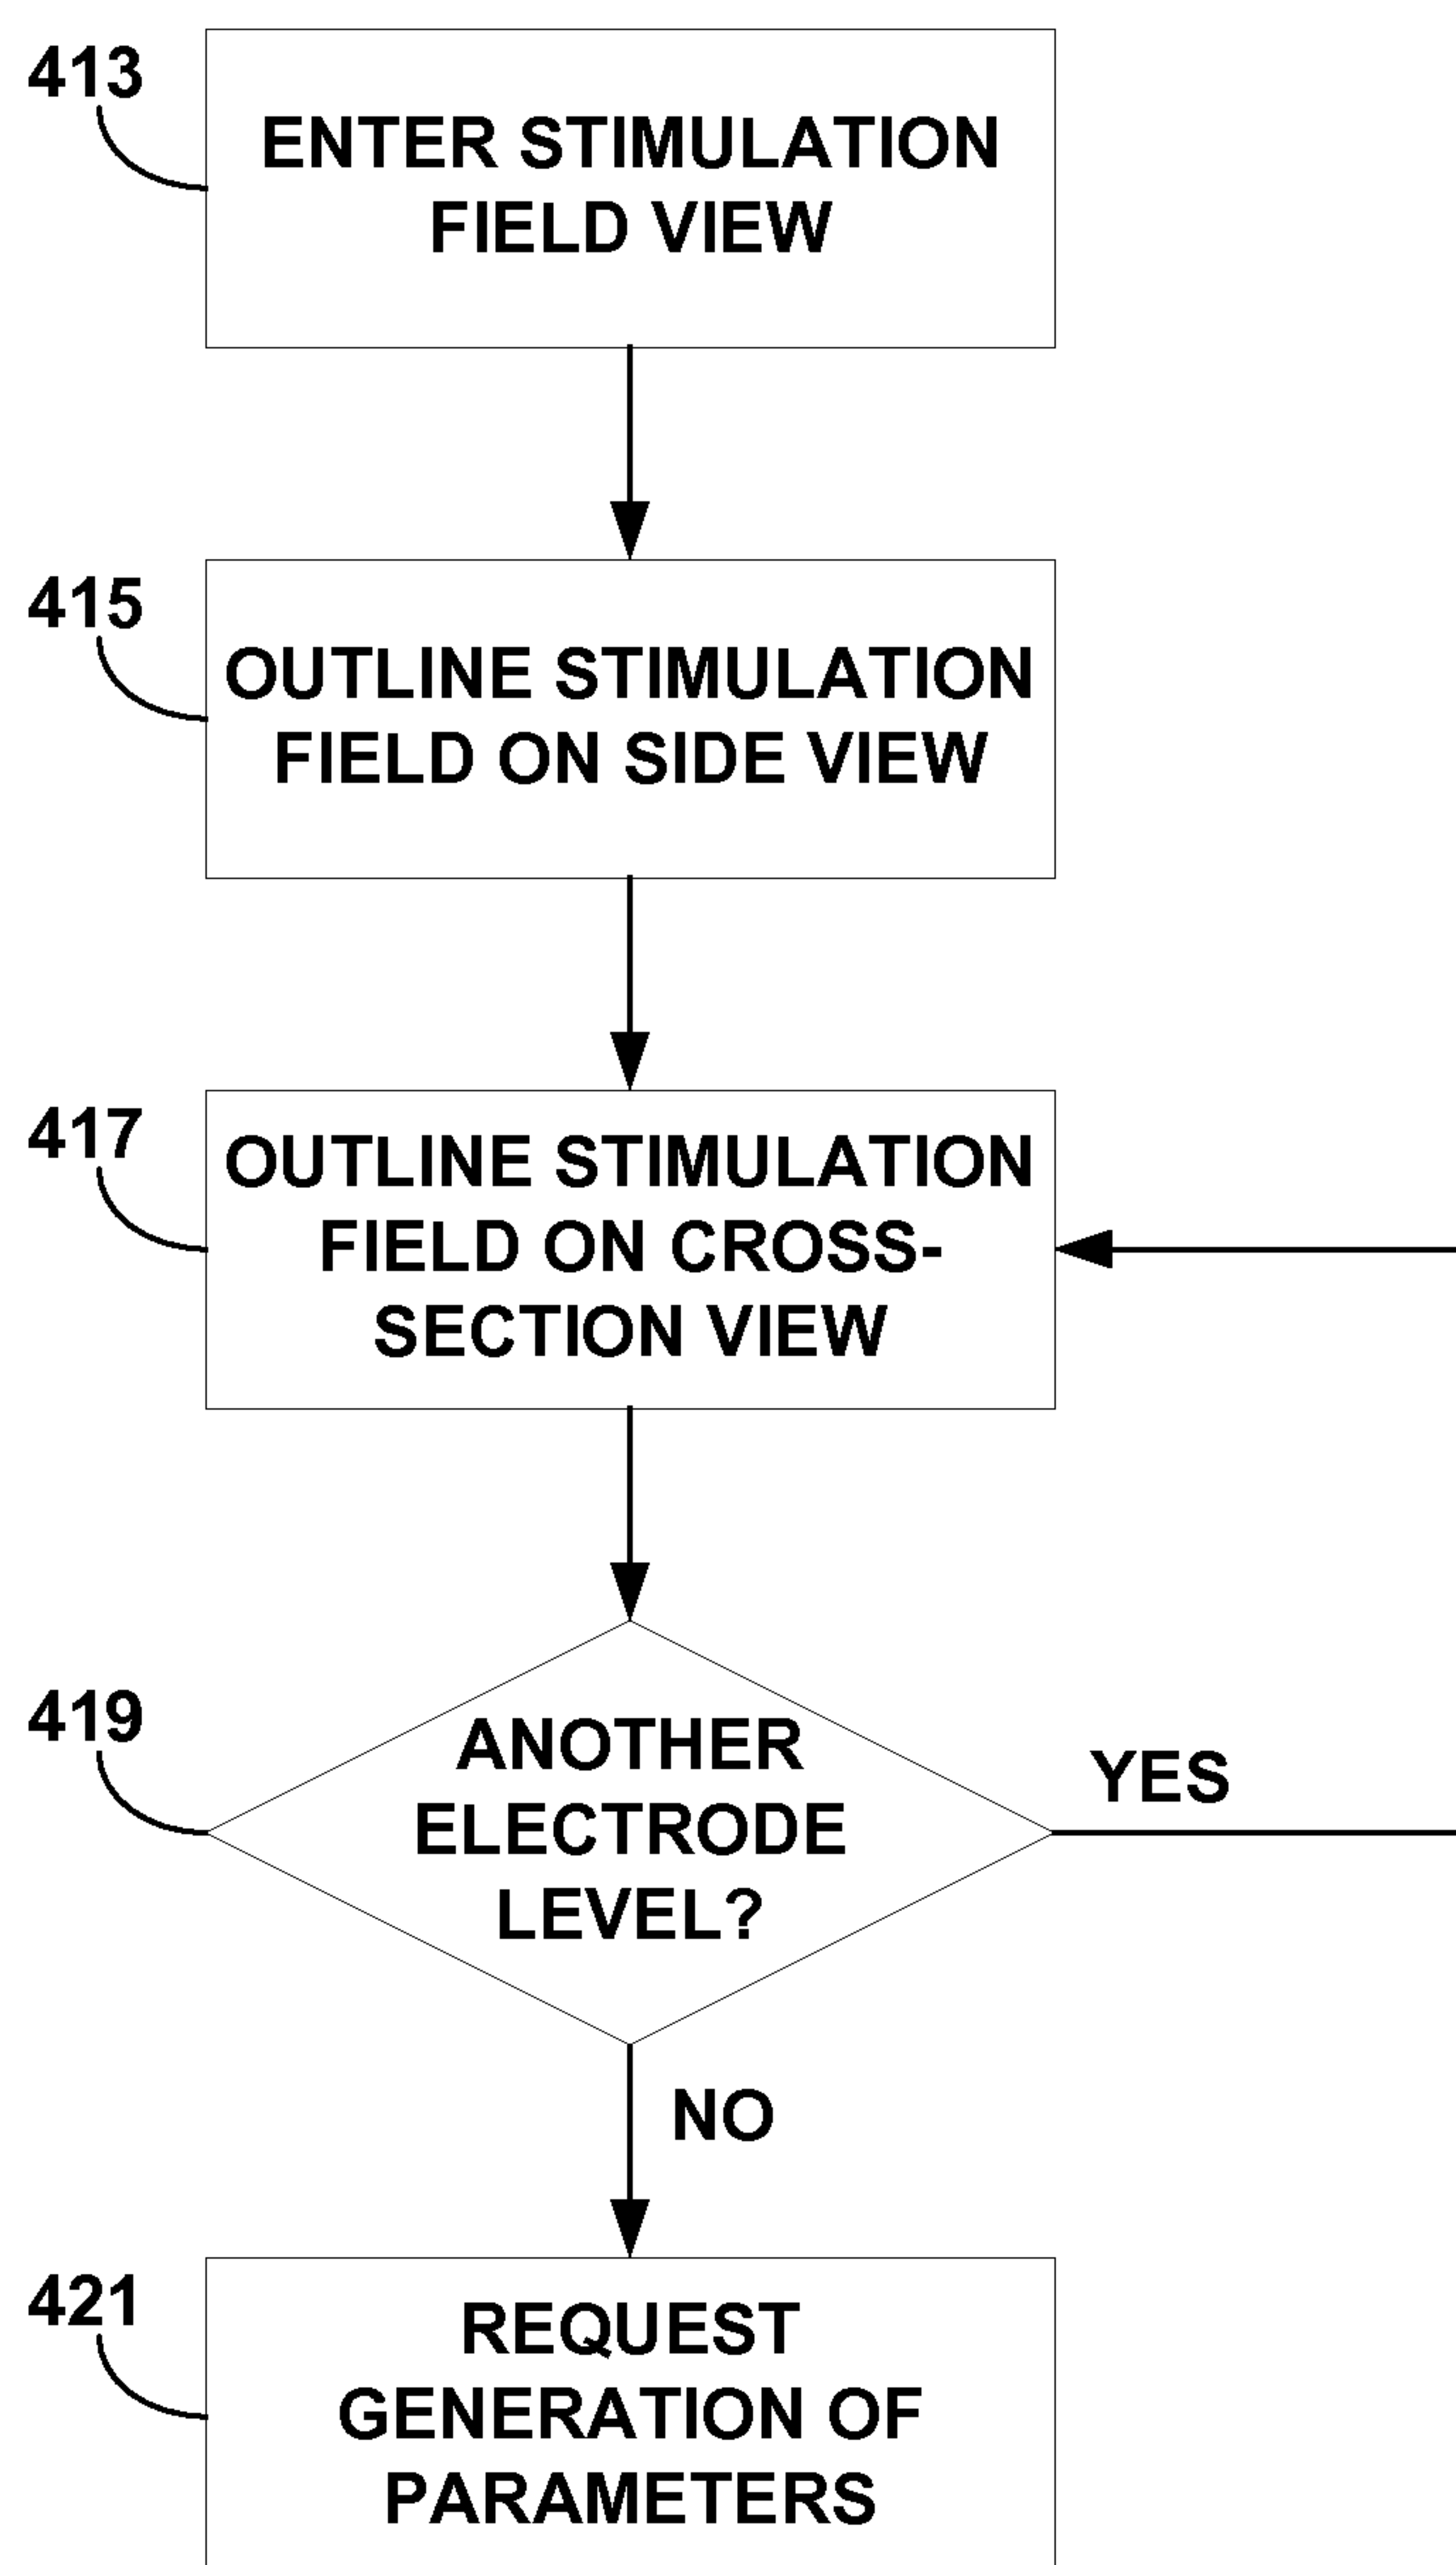 413
ENTER STIMULATION
FIELD VIEW
415
OUTLINE STIMULATION
FIELD ON SIDE VIEW
417
OUTLINE STIMULATION
FIELD ON CROSS-
SECTION VIEW
419
ANOTHER
ELECTRODE
LEVEL?
YES
NO
421
REQUEST
GENERATION OF
PARAMETERS